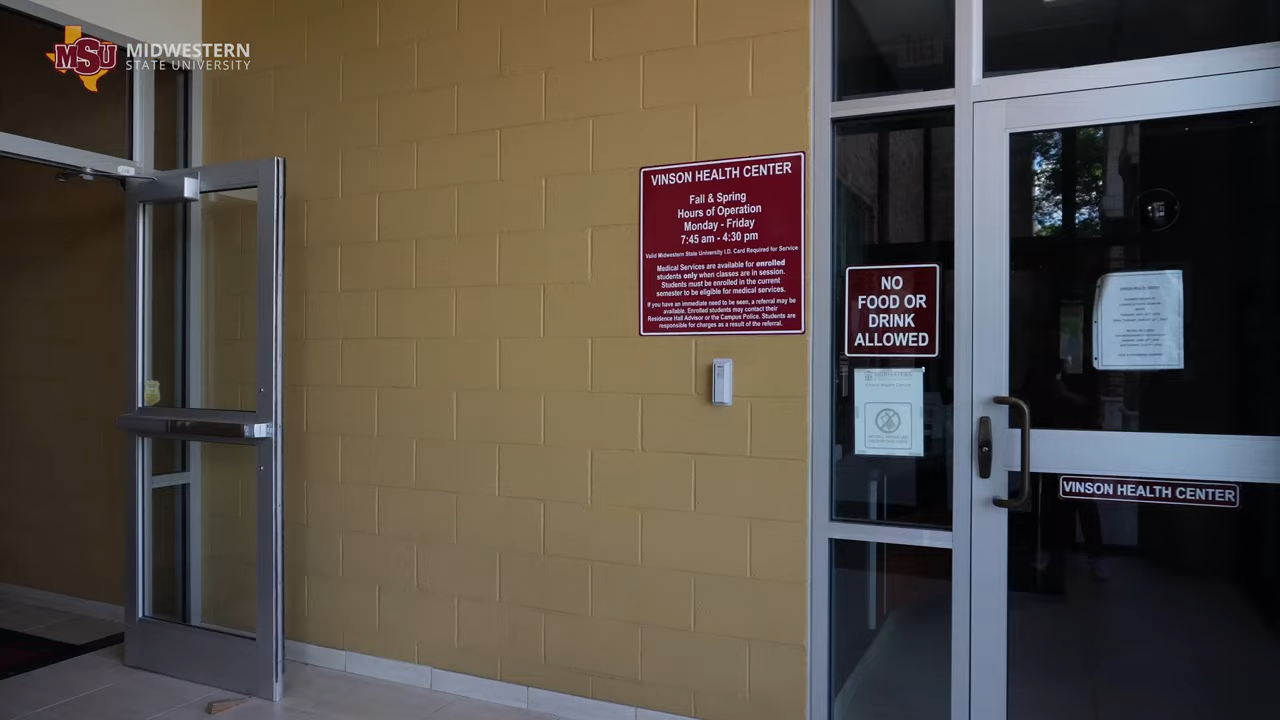 MSU MIDWESTERN
STATE UNIVERSITY
VINSON HEALTH CENTER
Fall & Spring
Hours of Operation
Monday - Friday
7:45 am - 4:30 pm
Valid Midwestern State University I.D. Card Required for Service
Medical Services are available for enrolled
students only when classes are in session.
Students must be enrolled in the current
semester to be eligible for medical services.
If you have an immediate need to be seen, a referral may be
available. Enrolled students may contact their
Residence Hall Advisor or the Campus Police. Students are
responsible for charges as a result of the referral.
NO
FOOD OR
DRINK
ALLOWED
MIDWESTERN
Vinson Health Center
VINSON HEALTH CENTER